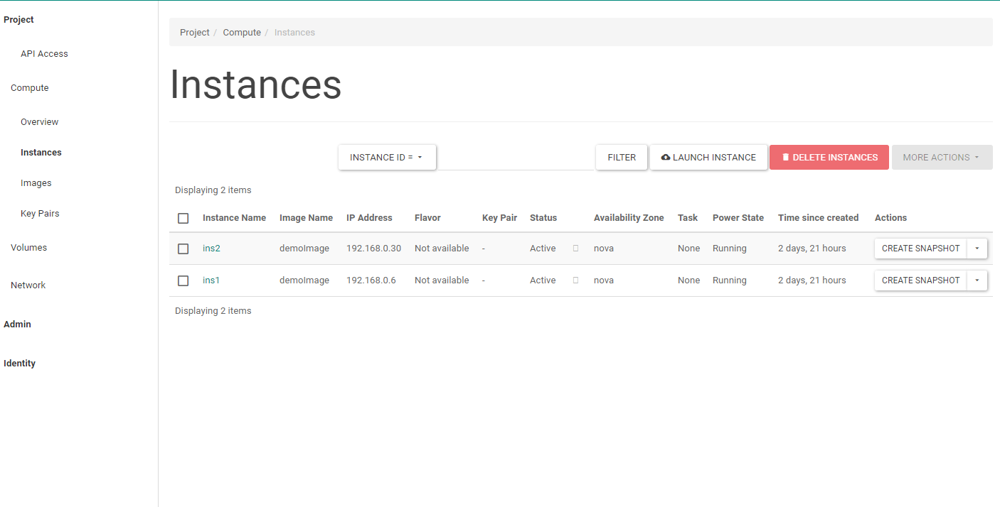 Project
API Access
Compute
Overview
Instances
Images
Key Pairs
Volumes
Network
Admin
Identity
Project / Compute / Instances
Instances
INSTANCE ID = FILTER LAUNCH INSTANCE DELETE INSTANCES MORE ACTIONS
Displaying 2 items
Instance Name Image Name IP Address Flavor Key Pair Status Availability Zone Task Power State Time since created Actions
ins2 demoImage 192.168.0.30 Not available - Active nova None Running 2 days, 21 hours CREATE SNAPSHOT
ins1 demoImage 192.168.0.6 Not available - Active nova None Running 2 days, 21 hours CREATE SNAPSHOT
Displaying 2 items